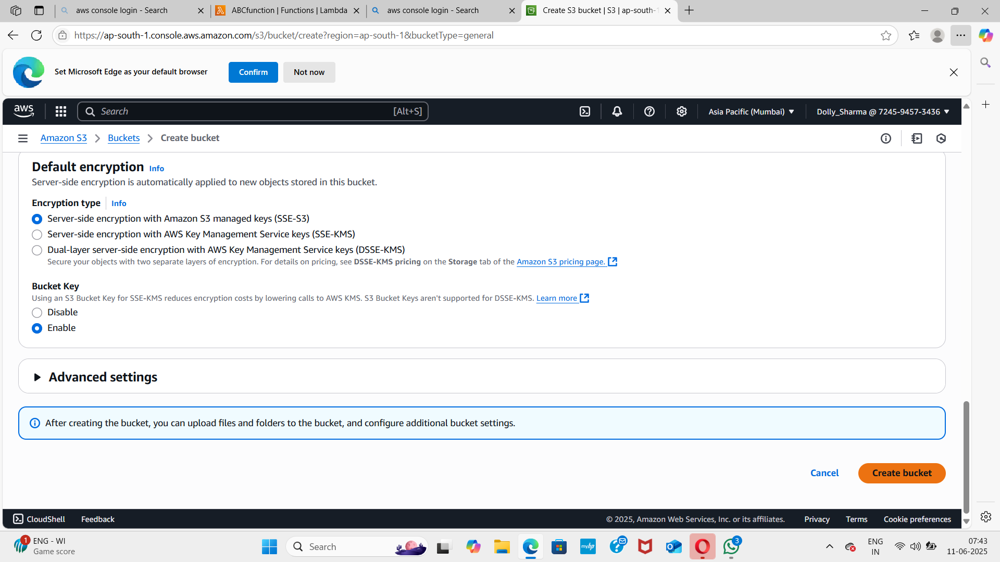 aws console login - Search
ABCfunction | Functions | Lambda
aws console login - Search
Create S3 bucket | S3 | ap-south-1
https://ap-south-1.console.aws.amazon.com/s3/bucket/create?region=ap-south-1&bucketType=general
Set Microsoft Edge as your default browser
Confirm
Not now
aws
Search
[Alt+S]
Asia Pacific (Mumbai)
Dolly_Sharma @ 7245-9457-3436
Amazon S3
Buckets
Create bucket
Default encryption Info
Server-side encryption is automatically applied to new objects stored in this bucket.
Encryption type Info
Server-side encryption with Amazon S3 managed keys (SSE-S3)
Server-side encryption with AWS Key Management Service keys (SSE-KMS)
Dual-layer server-side encryption with AWS Key Management Service keys (DSSE-KMS)
Secure your objects with two separate layers of encryption. For details on pricing, see DSSE-KMS pricing on the Storage tab of the Amazon S3 pricing page.
Bucket Key
Using an S3 Bucket Key for SSE-KMS reduces encryption costs by lowering calls to AWS KMS. S3 Bucket Keys aren't supported for DSSE-KMS. Learn more
Disable
Enable
Advanced settings
After creating the bucket, you can upload files and folders to the bucket, and configure additional bucket settings.
Cancel
Create bucket
CloudShell
Feedback
© 2025, Amazon Web Services, Inc. or its affiliates.
Privacy
Terms
Cookie preferences
1
ENG - WI
Game score
Search
myhp
3
ENG
IN
07:43
11-06-2025